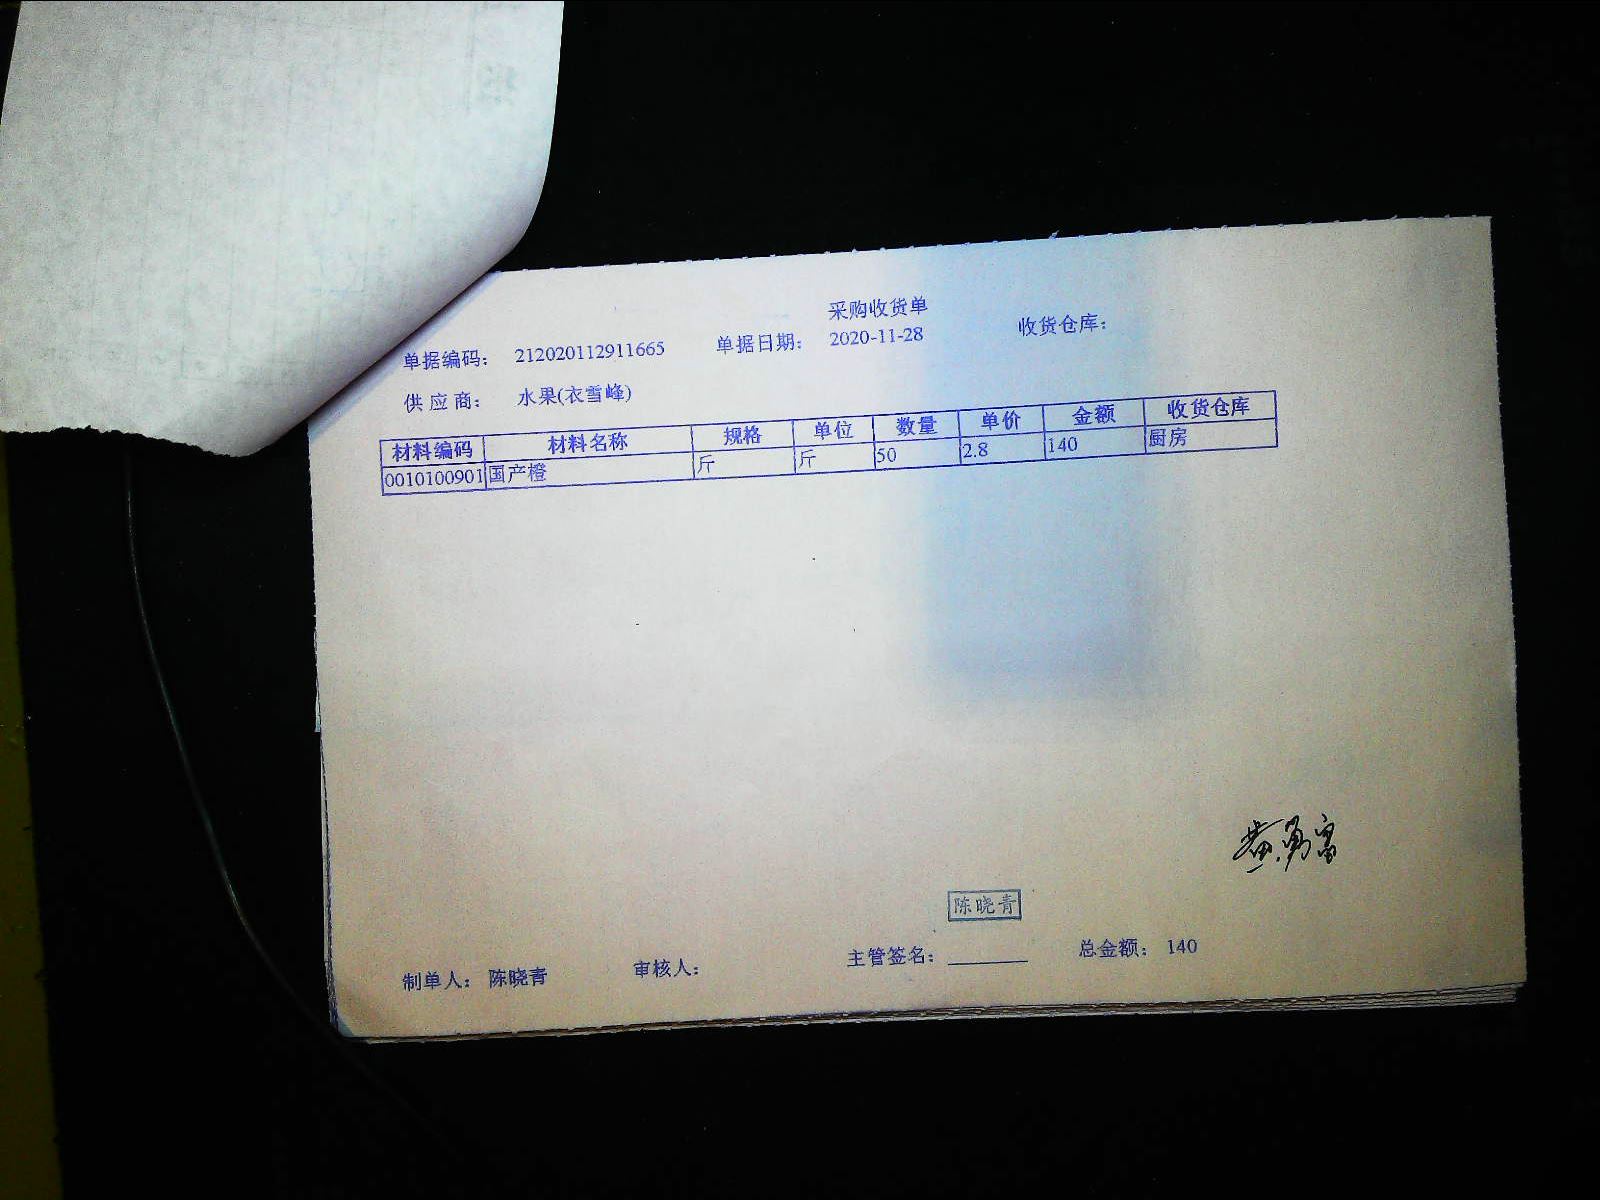 采购收货单
单据编码: 212020112911665 单据日期: 2020-11-28 收货仓库:
供应商: 水果(衣雪峰)
材料编码 材料名称 规格 单位 数量 单价 金额 收货仓库
0010100901 国产橙 斤 斤 50 2.8 140 厨房
黄勇富
陈晓青
制单人: 陈晓青 审核人: 主管签名: 总金额: 140